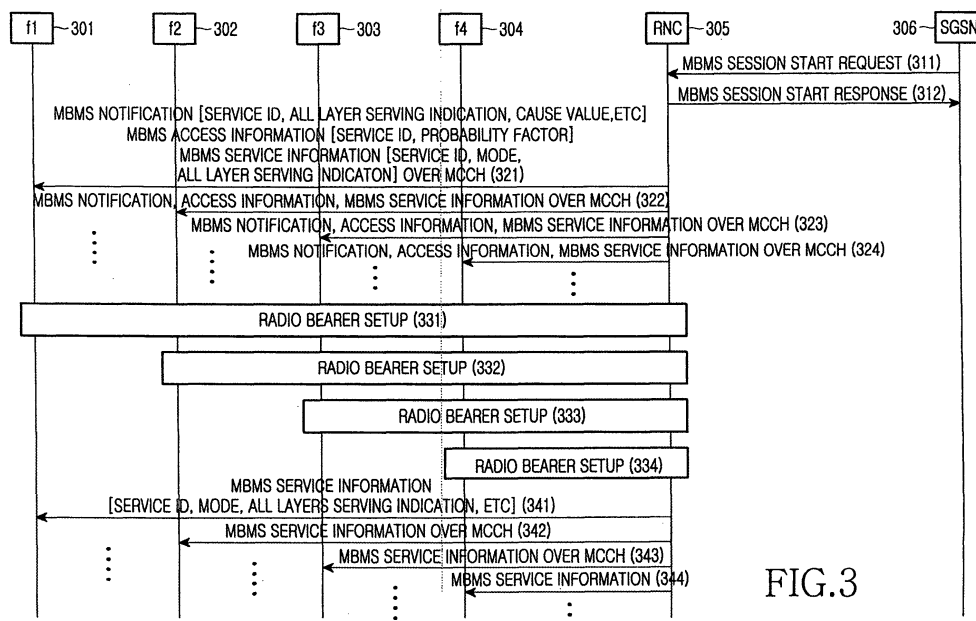 f1 301 f2 302 f3 303 f4 304 RNC 305 306 SGSN
MBMS SESSION START REQUEST (311)
MBMS SESSION START RESPONSE (312)
MBMS NOTIFICATION [SERVICE ID, ALL LAYER SERVING INDICATION, CAUSE VALUE,ETC]
MBMS ACCESS INFORMATION [SERVICE ID, PROBABILITY FACTOR]
MBMS SERVICE INFORMATION [SERVICE ID, MODE,
ALL LAYER SERVING INDICATON] OVER MCCH (321)
MBMS NOTIFICATION, ACCESS INFORMATION, MBMS SERVICE INFORMATION OVER MCCH (322)
MBMS NOTIFICATION, ACCESS INFORMATION, MBMS SERVICE INFORMATION OVER MCCH (323)
MBMS NOTIFICATION, ACCESS INFORMATION, MBMS SERVICE INFORMATION OVER MCCH (324)
RADIO BEARER SETUP (331)
RADIO BEARER SETUP (332)
RADIO BEARER SETUP (333)
RADIO BEARER SETUP (334)
MBMS SERVICE INFORMATION
[SERVICE ID, MODE, ALL LAYERS SERVING INDICATION, ETC] (341)
MBMS SERVICE INFORMATION OVER MCCH (342)
MBMS SERVICE INFORMATION OVER MCCH (343)
MBMS SERVICE INFORMATION (344)
FIG.3